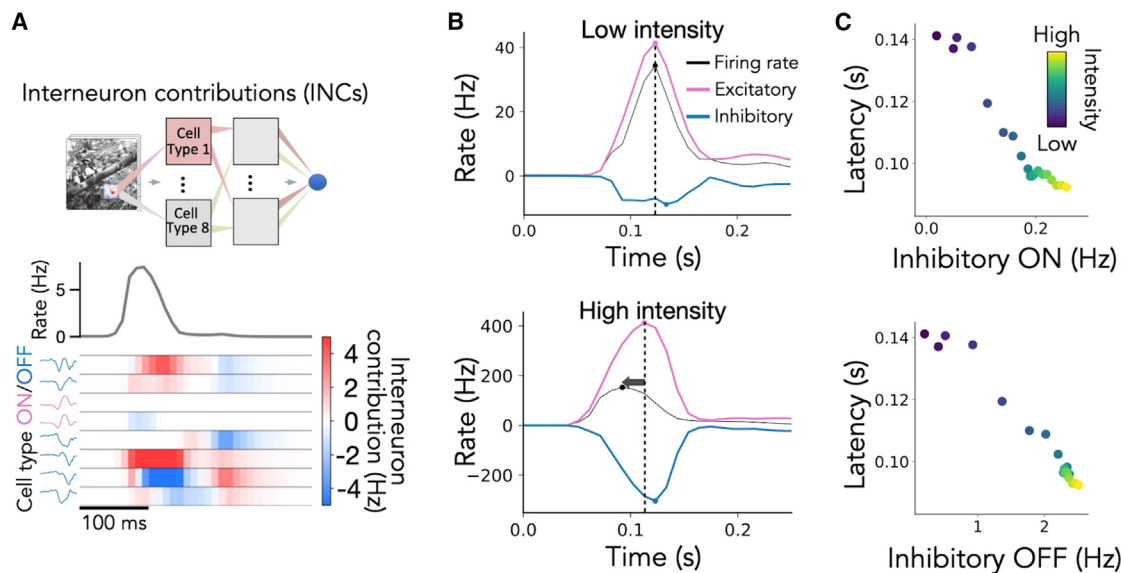 A
Interneuron contributions (INCs)
Cell
Type 1
Cell
Type 8
Rate (Hz)
5
0
Cell type ON/OFF
4
2
0
−2
−4
Interneuron
contribution (Hz)
100 ms
B
Low intensity
Rate (Hz)
40
20
0
Firing rate
Excitatory
Inhibitory
0.0
0.1
0.2
Time (s)
High intensity
Rate (Hz)
400
200
0
−200
0.0
0.1
0.2
Time (s)
C
Latency (s)
0.14
0.12
0.10
High
Intensity
Low
0.0
0.2
Inhibitory ON (Hz)
Latency (s)
0.14
0.12
0.10
1
2
Inhibitory OFF (Hz)